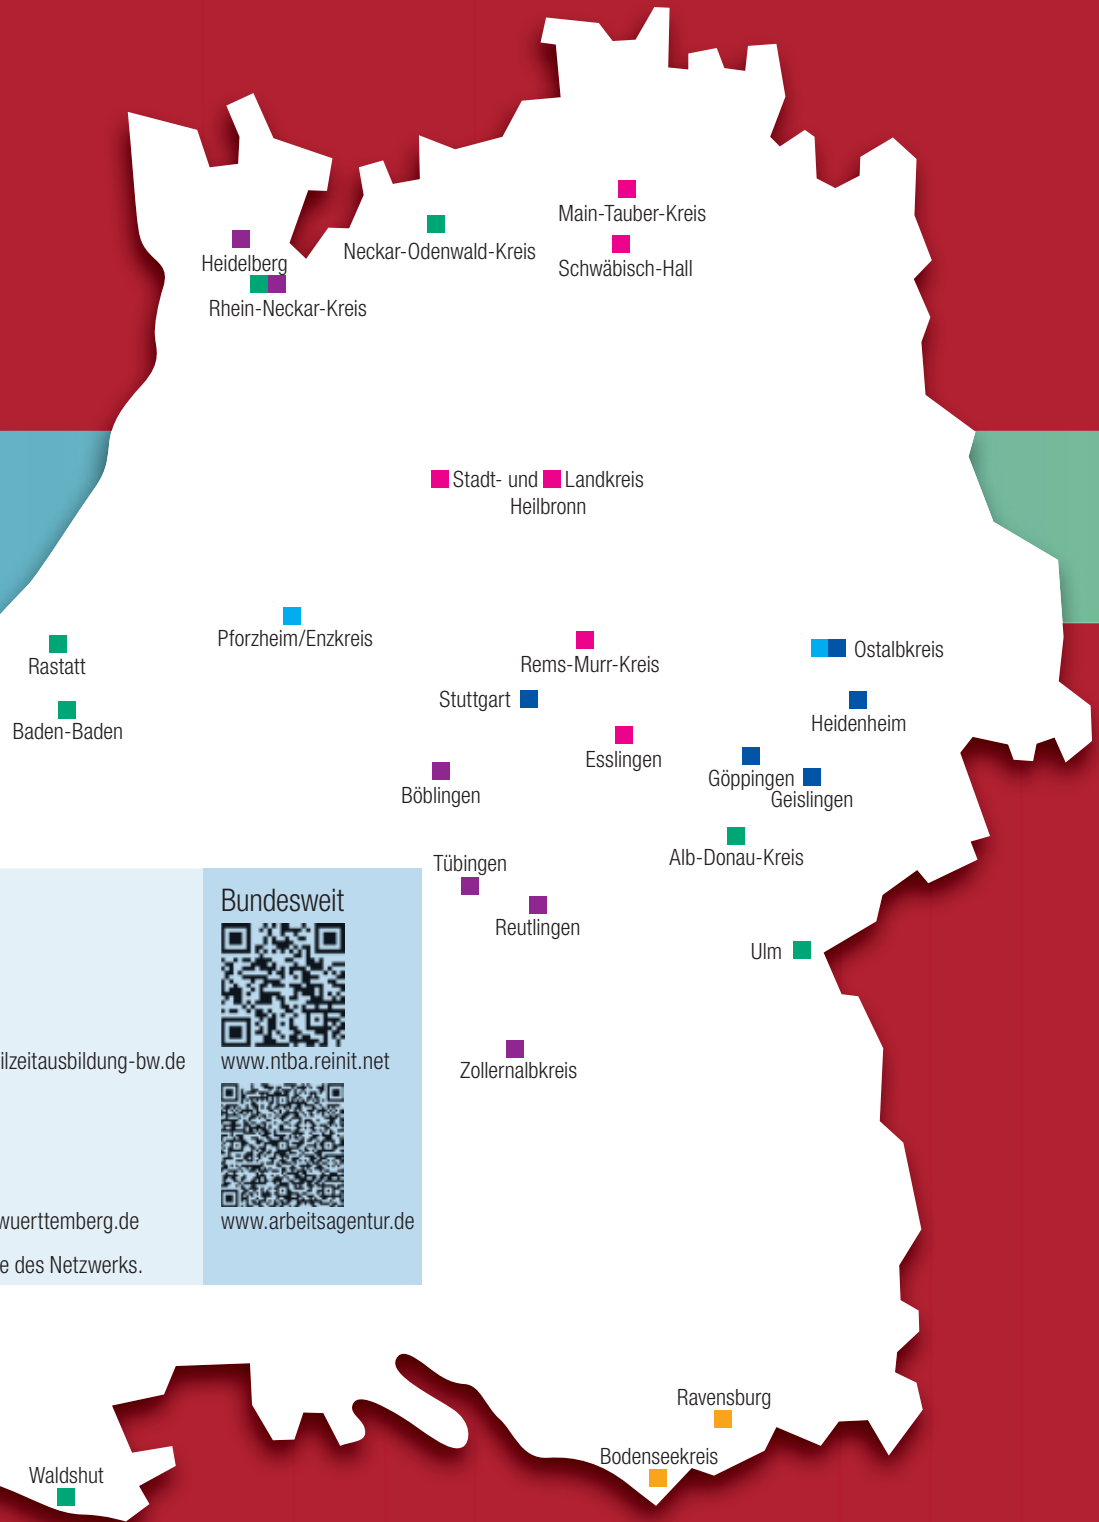 Main-Tauber-Kreis
Neckar-Odenwald-Kreis
Heidelberg
Schwäbisch-Hall
Rhein-Neckar-Kreis
Stadt- und Landkreis
Heilbronn
Pforzheim/Enzkreis
Rastatt
Rems-Murr-Kreis
Ostalbkreis
Stuttgart
Baden-Baden
Heidenheim
Esslingen
Göppingen
Böblingen
Geislingen
Alb-Donau-Kreis
Tübingen
Reutlingen
Ulm
Zollernalbkreis
Bundesweit
ilzeitausbildung-bw.de
www.ntba.reinit.net
wuerttemberg.de
www.arbeitsagentur.de
e des Netzwerks.
Ravensburg
Bodenseekreis
Waldshut